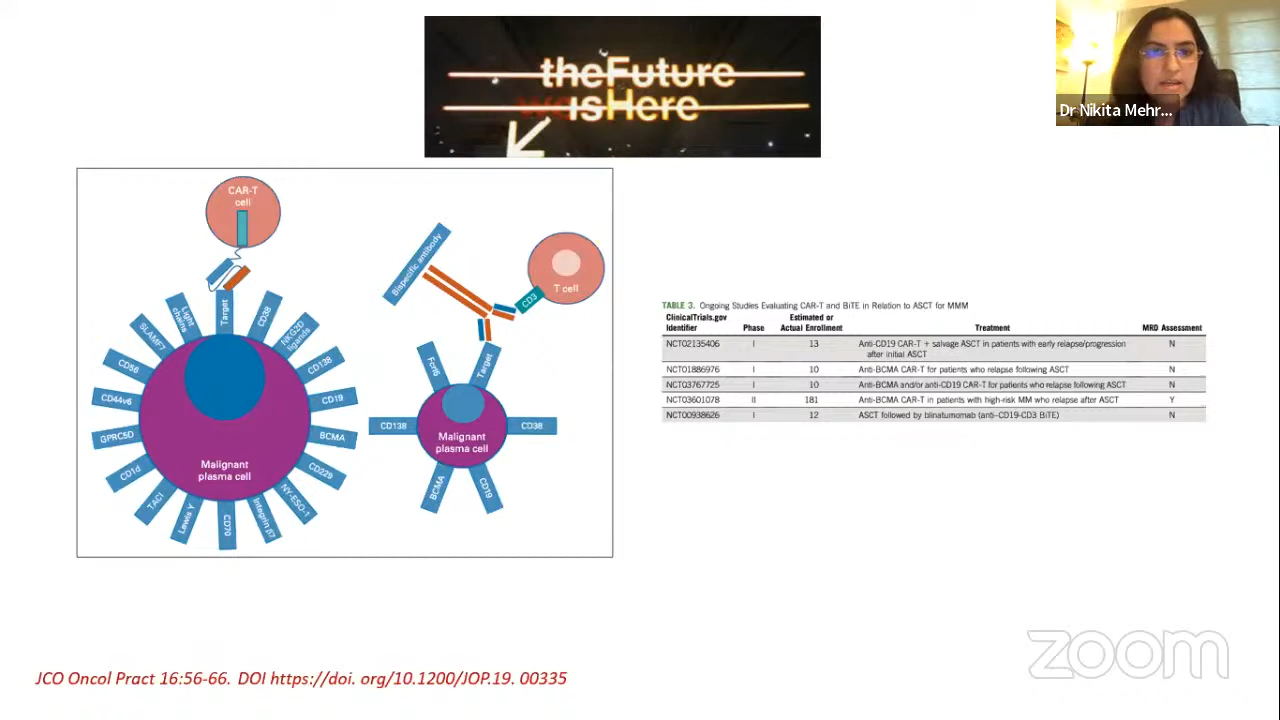 theFuture
isHere
Dr Nikita Mehr...
CAR-T
cell
Target
Light
chains
SLAMF7
CD56
CD44v6
GPRC5D
CD1d
TACI
Lewis Y
CD70
Integrin β7
NY-ESO-1
CD229
BCMA
CD19
CD138
NKG2D
ligands
CD38
Malignant
plasma cell
Bispecific antibody
CD3
T cell
Target
FcrH5
CD138
CD38
BCMA
CD19
Malignant
plasma cell
TABLE 3. Ongoing Studies Evaluating CAR-T and BiTE in Relation to ASCT for MMM
ClinicalTrials.gov Identifier Phase Estimated or Actual Enrollment Treatment MRD Assessment
NCT02135406 I 13 Anti-CD19 CAR-T + salvage ASCT in patients with early relapse/progression after initial ASCT N
NCT01886976 I 10 Anti-BCMA CAR-T for patients who relapse following ASCT N
NCT03767725 I 10 Anti-BCMA and/or anti-CD19 CAR-T for patients who relapse following ASCT N
NCT03601078 II 181 Anti-BCMA CAR-T in patients with high-risk MM who relapse after ASCT Y
NCT00938626 I 12 ASCT followed by blinatumomab (anti–CD19-CD3 BiTE) N
JCO Oncol Pract 16:56-66. DOI https://doi. org/10.1200/JOP.19. 00335
zoom